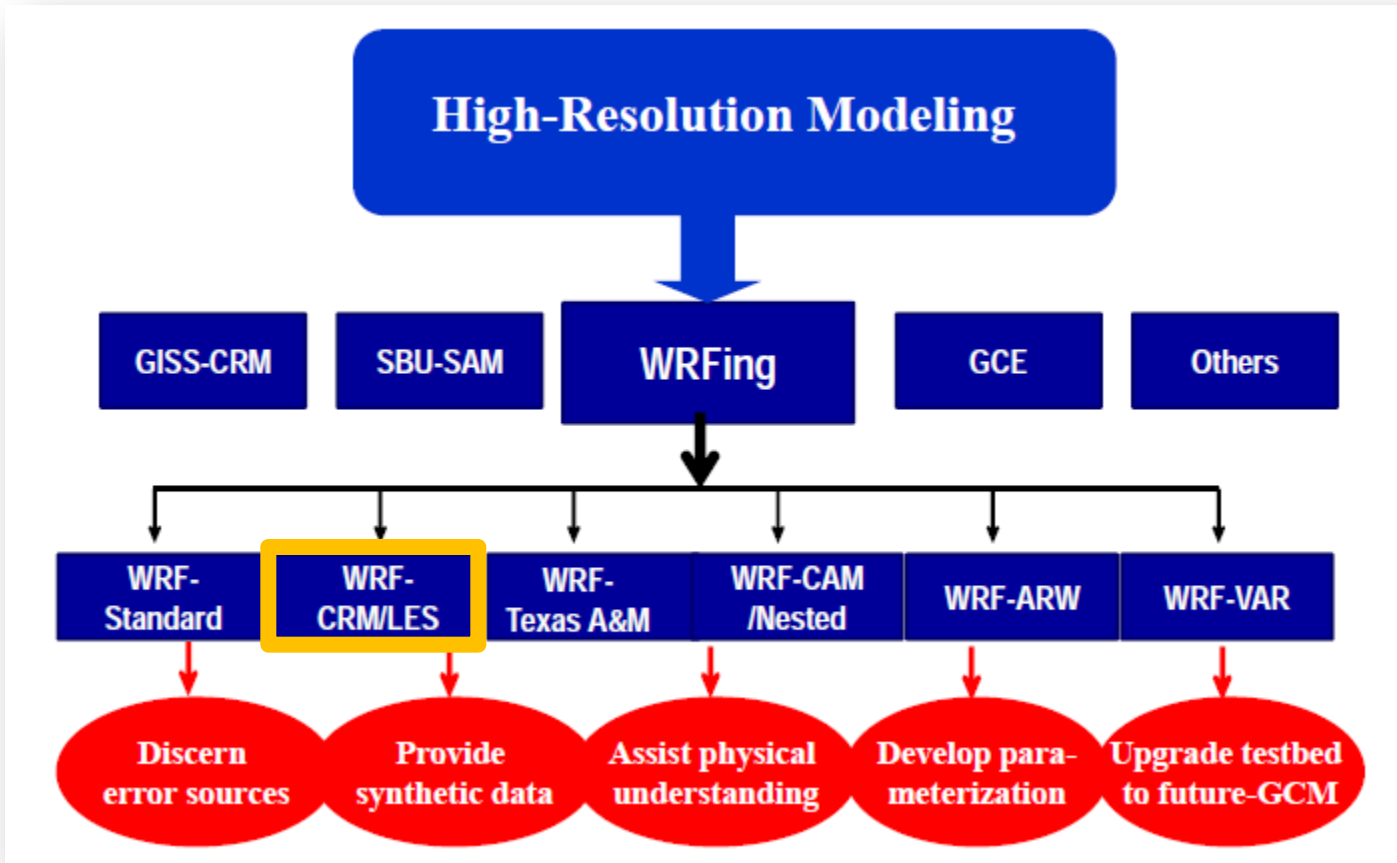 High-Resolution Modeling
GISS-CRM
SBU-SAM
WRFing
GCE
Others
WRF-
Standard
WRF-
CRM/LES
WRF-
Texas A&M
WRF-CAM
/Nested
WRF-ARW
WRF-VAR
Discern
error sources
Provide
synthetic data
Assist physical
understanding
Develop para-
meterization
Upgrade testbed
to future-GCM